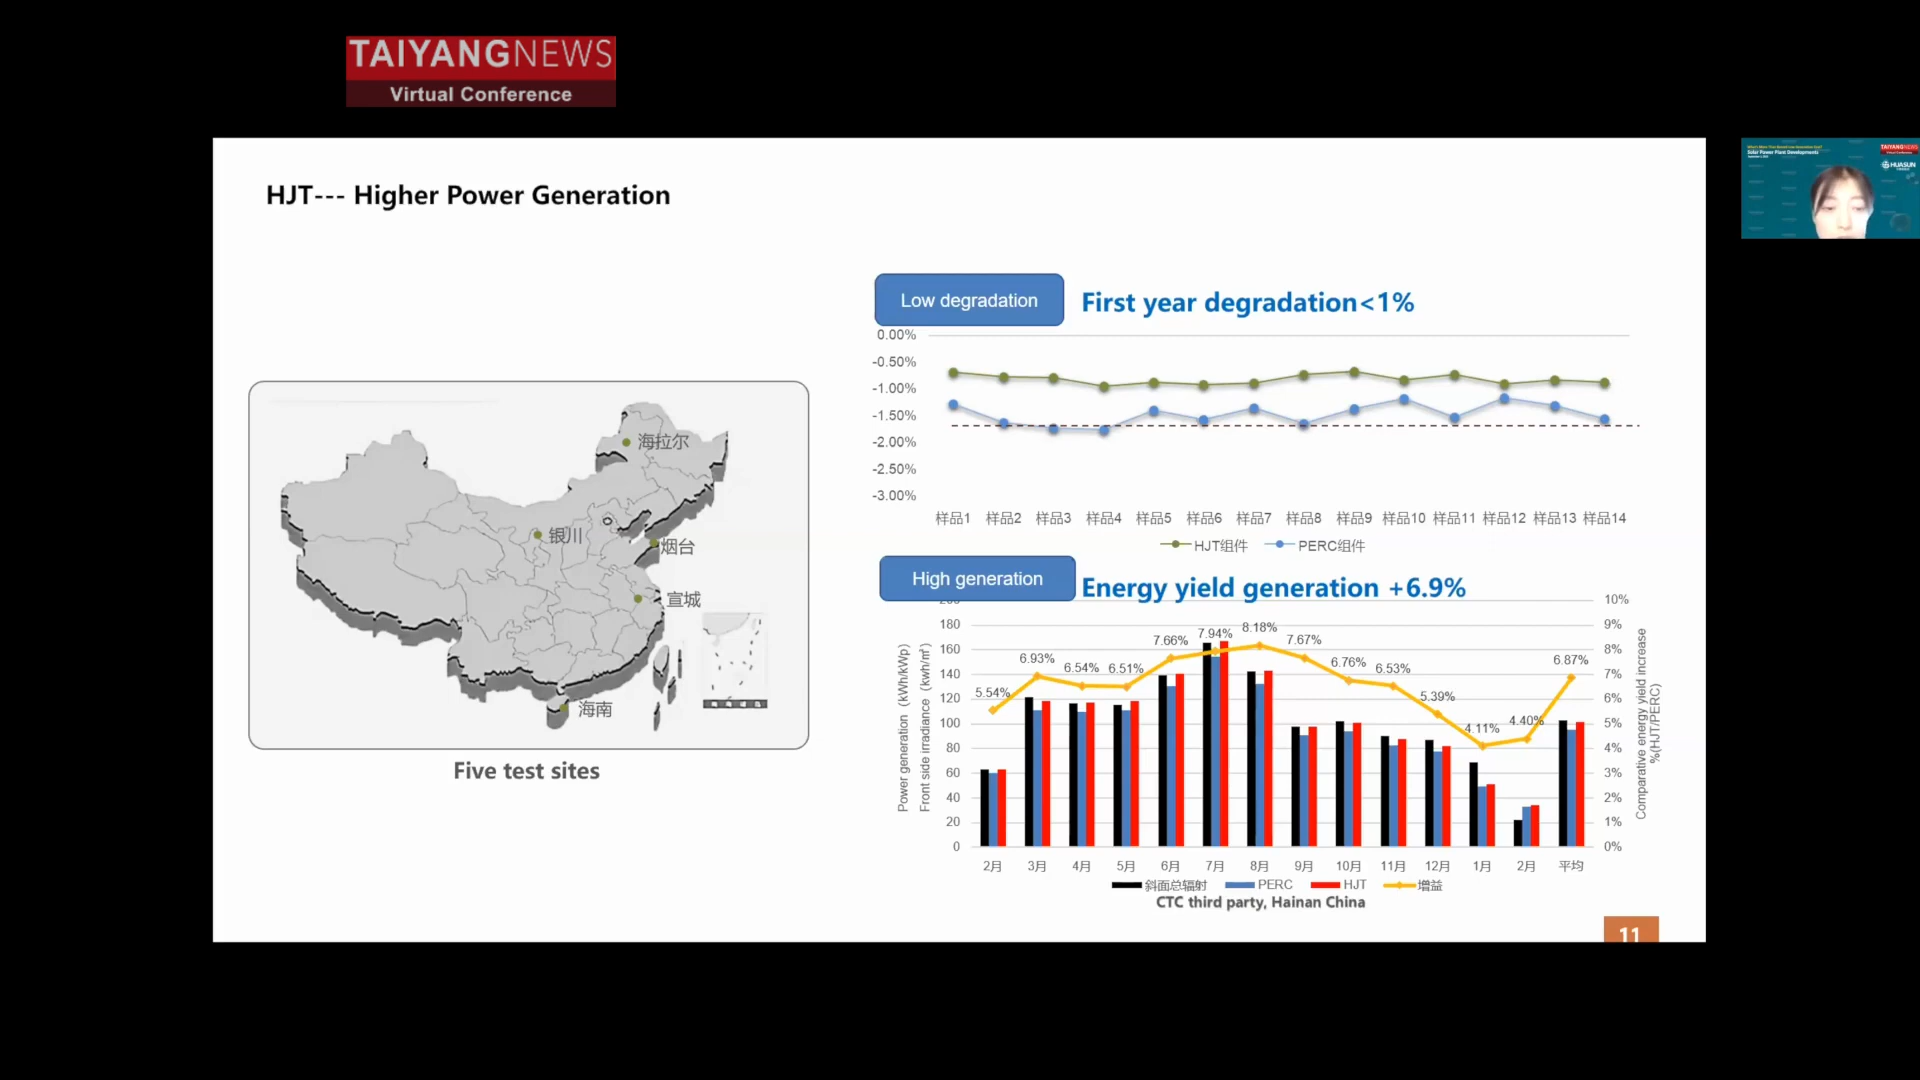 TAIYANGNEWS
Virtual Conference
HUASUN
HJT--- Higher Power Generation
海拉尔
银川
烟台
宣城
海南
Five test sites
Low degradation
First year degradation<1%
0.00%
-0.50%
-1.00%
-1.50%
-2.00%
-2.50%
-3.00%
样品1 样品2 样品3 样品4 样品5 样品6 样品7 样品8 样品9 样品10 样品11 样品12 样品13 样品14
HJT组件 PERC组件
High generation
Energy yield generation +6.9%
Power generation (kWh/kWp)
Front side irradiance (kwh/㎡)
200
180
160
140
120
100
80
60
40
20
0
5.54% 6.93% 6.54% 6.51% 7.66% 7.94% 8.18% 7.67% 6.76% 6.53% 5.39% 4.11% 4.40% 6.87%
10%
9%
8%
7%
6%
5%
4%
3%
2%
1%
0%
Comparative energy yield increase
%(HJT/PERC)
2月 3月 4月 5月 6月 7月 8月 9月 10月 11月 12月 1月 2月 平均
斜面总辐射 PERC HJT 增益
CTC third party, Hainan China
11